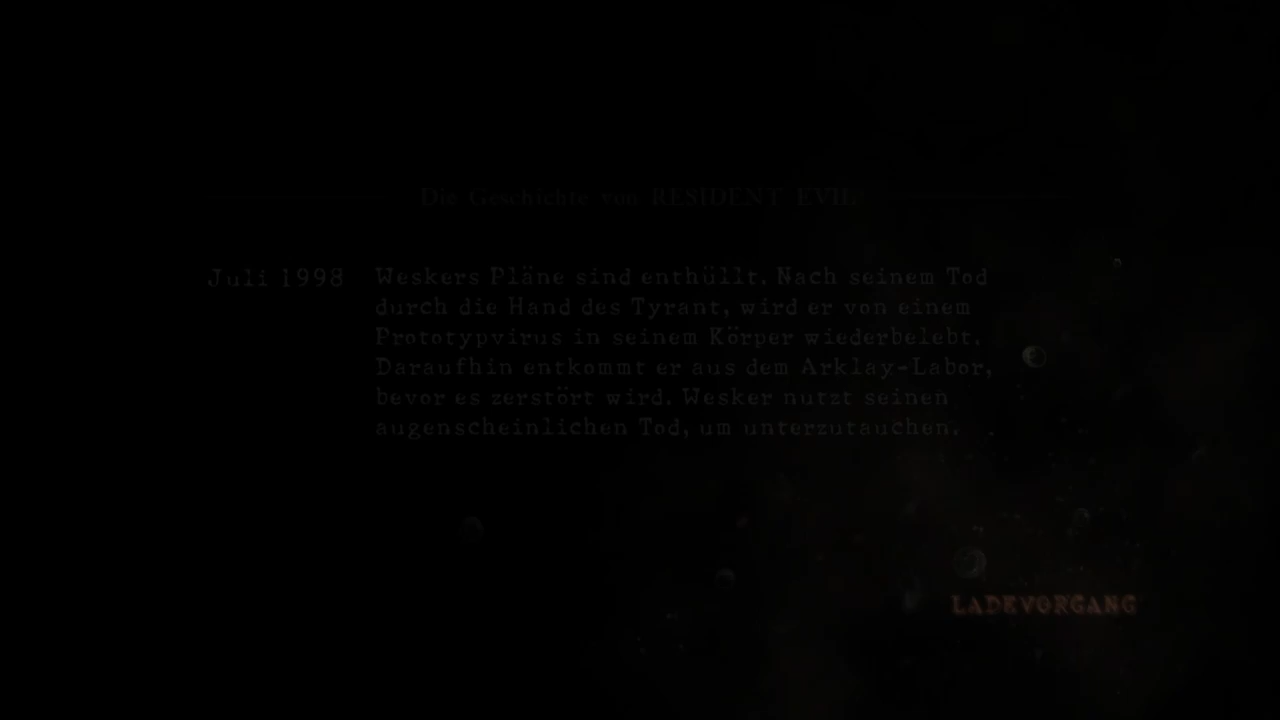 Die Geschichte von RESIDENT EVIL
Juli 1998 Weskers Pläne sind enthüllt. Nach seinem Tod
durch die Hand des Tyrant, wird er von einem
Prototypvirus in seinem Körper wiederbelebt.
Daraufhin entkommt er aus dem Arklay-Labor,
bevor es zerstört wird. Wesker nutzt seinen
augenscheinlichen Tod, um unterzutauchen.
LADEVORGANG